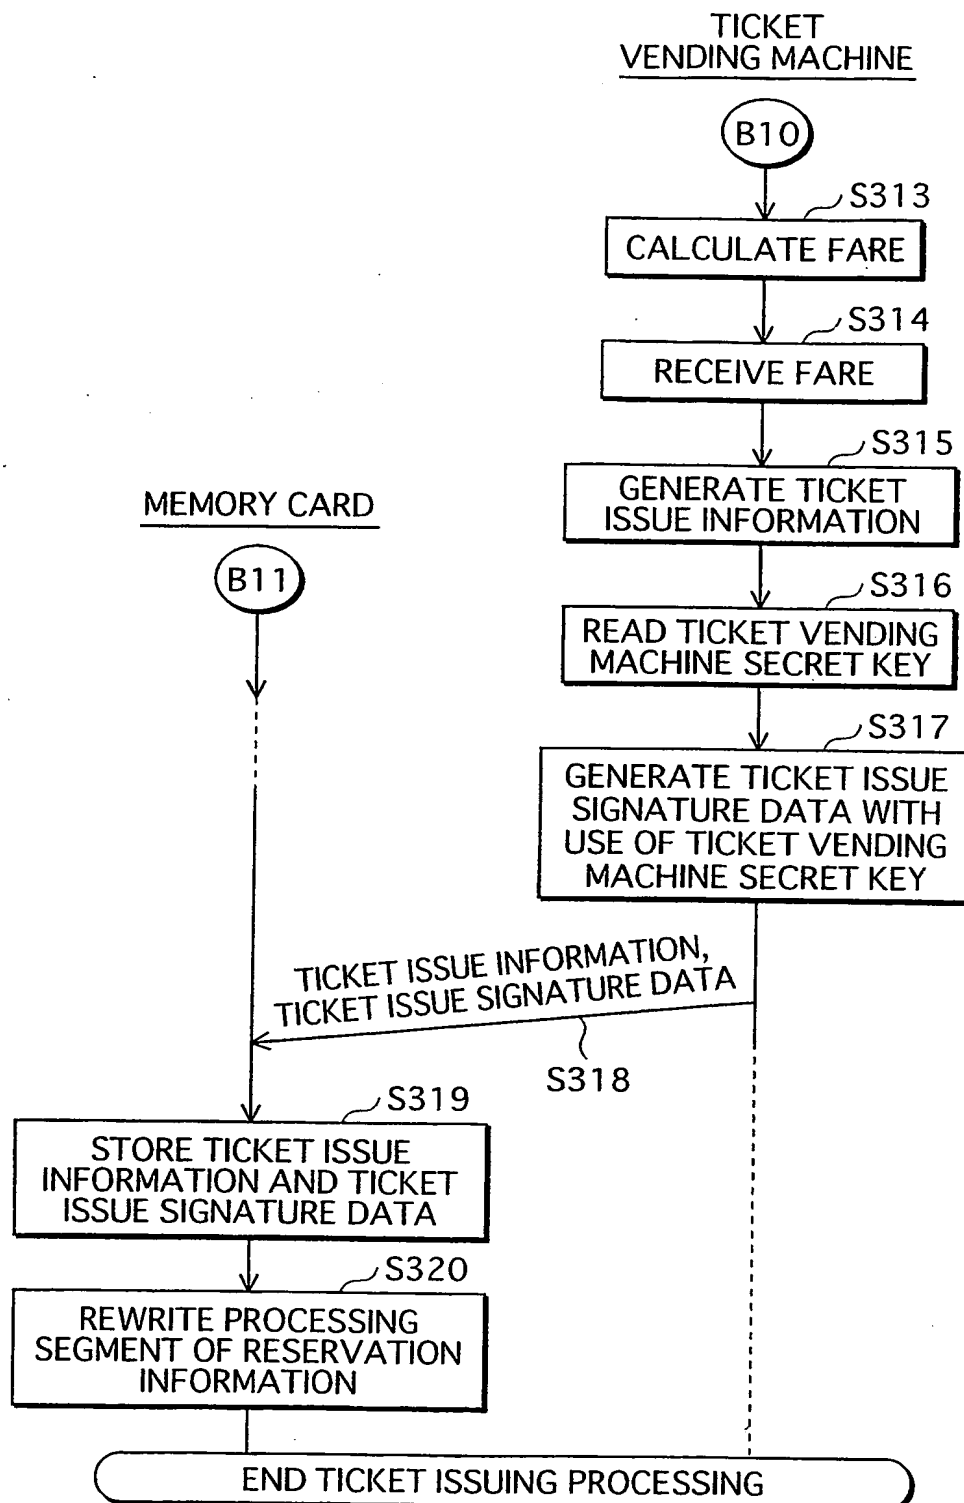 TICKET
VENDING MACHINE
B10
S313
CALCULATE FARE
S314
RECEIVE FARE
S315
GENERATE TICKET
ISSUE INFORMATION
MEMORY CARD
B11
S316
READ TICKET VENDING
MACHINE SECRET KEY
S317
GENERATE TICKET ISSUE
SIGNATURE DATA WITH
USE OF TICKET VENDING
MACHINE SECRET KEY
TICKET ISSUE INFORMATION,
TICKET ISSUE SIGNATURE DATA
S318
S319
STORE TICKET ISSUE
INFORMATION AND TICKET
ISSUE SIGNATURE DATA
S320
REWRITE PROCESSING
SEGMENT OF RESERVATION
INFORMATION
END TICKET ISSUING PROCESSING